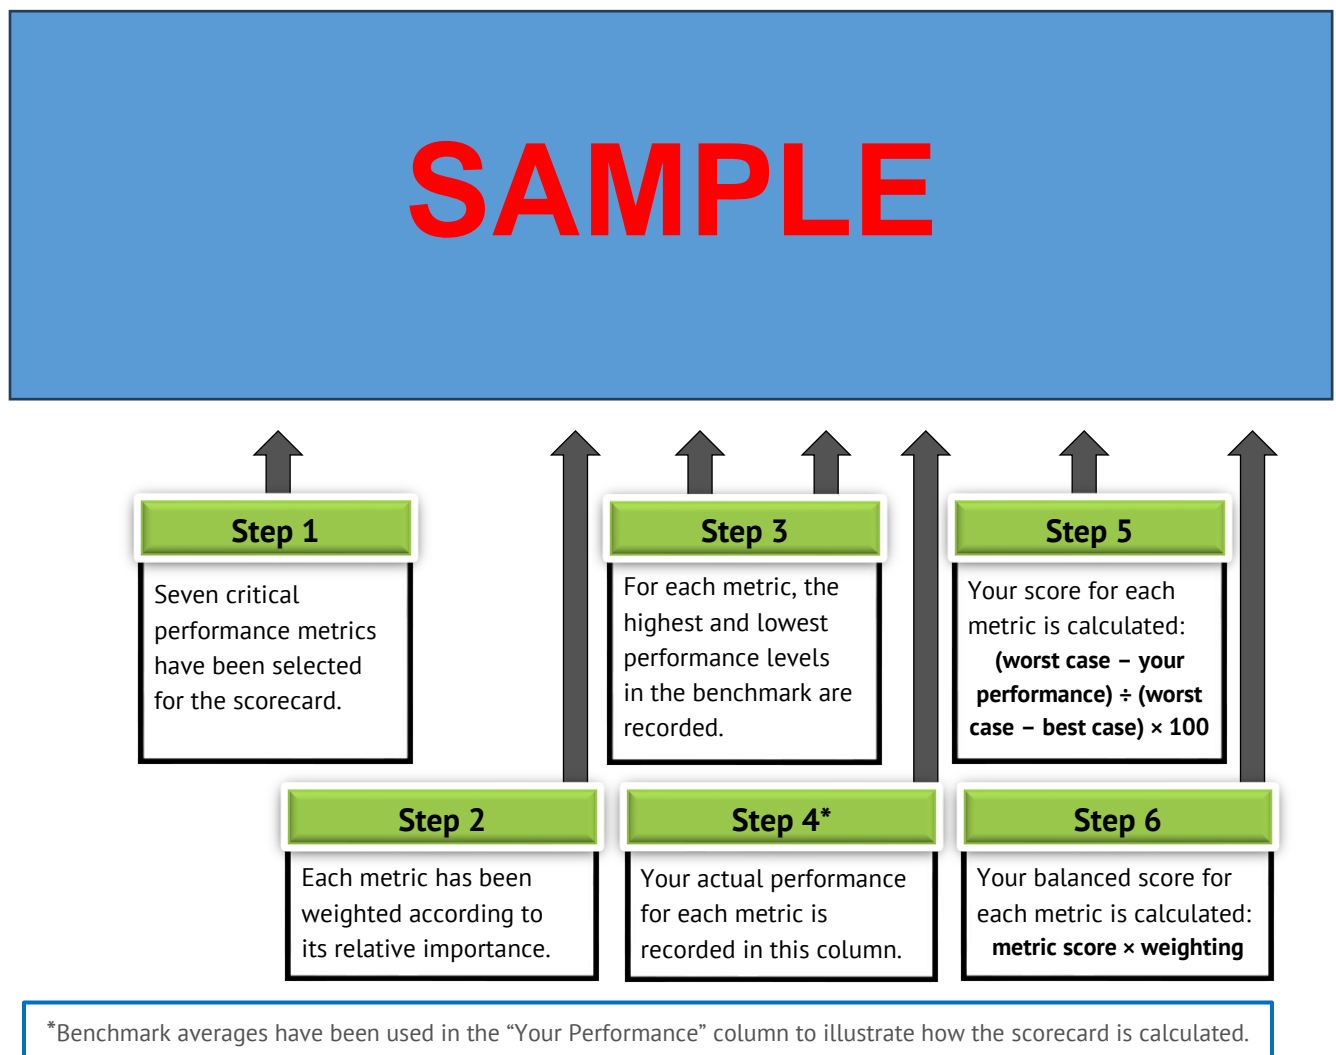 SAMPLE
Step 1
Seven critical
performance metrics
have been selected
for the scorecard.
Step 2
Each metric has been
weighted according to
its relative importance.
Step 3
For each metric, the
highest and lowest
performance levels
in the benchmark are
recorded.
Step 4*
Your actual performance
for each metric is
recorded in this column.
Step 5
Your score for each
metric is calculated:
(worst case – your
performance) ÷ (worst
case – best case) × 100
Step 6
Your balanced score for
each metric is calculated:
metric score × weighting
*Benchmark averages have been used in the “Your Performance” column to illustrate how the scorecard is calculated.